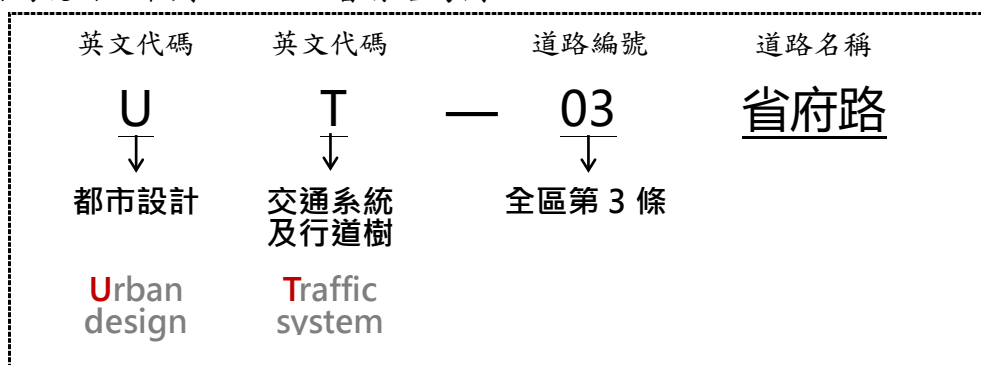 英文代碼 英文代碼 道路編號 道路名稱
U T — 03 省府路
都市設計 交通系統 全區第 3 條
及行道樹
Urban Traffic
design system